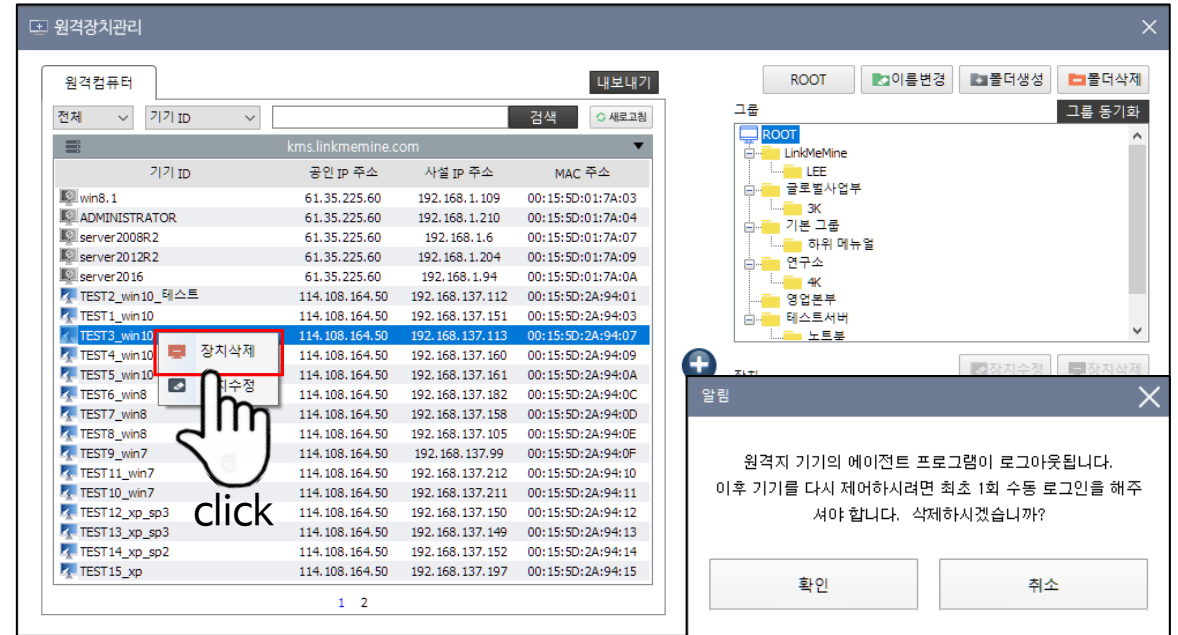 원격장치관리
원격컴퓨터
내보내기
전체 기기 ID 검색 새로고침
kms.linkmemine.com
기기 ID 공인 IP 주소 사설 IP 주소 MAC 주소
win8.1 61.35.225.60 192.168.1.109 00:15:5D:01:7A:03
ADMINISTRATOR 61.35.225.60 192.168.1.210 00:15:5D:01:7A:04
server2008R2 61.35.225.60 192.168.1.6 00:15:5D:01:7A:07
server2012R2 61.35.225.60 192.168.1.204 00:15:5D:01:7A:09
server2016 61.35.225.60 192.168.1.94 00:15:5D:01:7A:0A
TEST2_win10_테스트 114.108.164.50 192.168.137.112 00:15:5D:2A:94:01
TEST1_win10 114.108.164.50 192.168.137.151 00:15:5D:2A:94:03
TEST3_win10 114.108.164.50 192.168.137.113 00:15:5D:2A:94:07
TEST4_win10 114.108.164.50 192.168.137.160 00:15:5D:2A:94:09
TEST5_win10 114.108.164.50 192.168.137.161 00:15:5D:2A:94:0A
TEST6_win8 114.108.164.50 192.168.137.182 00:15:5D:2A:94:0C
TEST7_win8 114.108.164.50 192.168.137.158 00:15:5D:2A:94:0D
TEST8_win8 114.108.164.50 192.168.137.105 00:15:5D:2A:94:0E
TEST9_win7 114.108.164.50 192.168.137.99 00:15:5D:2A:94:0F
TEST11_win7 114.108.164.50 192.168.137.212 00:15:5D:2A:94:10
TEST10_win7 114.108.164.50 192.168.137.211 00:15:5D:2A:94:11
TEST12_xp_sp3 114.108.164.50 192.168.137.150 00:15:5D:2A:94:12
TEST13_xp_sp3 114.108.164.50 192.168.137.149 00:15:5D:2A:94:13
TEST14_xp_sp2 114.108.164.50 192.168.137.152 00:15:5D:2A:94:14
TEST15_xp 114.108.164.50 192.168.137.197 00:15:5D:2A:94:15
1 2
장치삭제
수정
click
ROOT 이름변경 폴더생성 폴더삭제
그룹 그룹 동기화
ROOT
LinkMeMine
LEE
글로벌사업부
3K
기본 그룹
하위 메뉴얼
연구소
4K
영업본부
테스트서버
노트북
장치수정 장치삭제
알림
원격지 기기의 에이전트 프로그램이 로그아웃됩니다.
이후 기기를 다시 제어하시려면 최초 1회 수동 로그인을 해주
셔야 합니다. 삭제하시겠습니까?
확인 취소